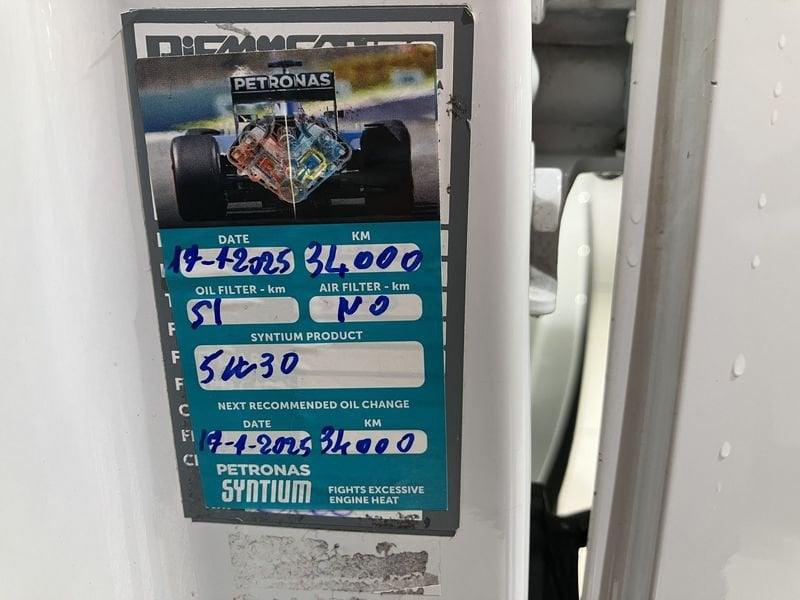 PETRONAS
DATE KM
17-1-2025 34000
OIL FILTER - km AIR FILTER - km
SI NO
SYNTIUM PRODUCT
5W30
NEXT RECOMMENDED OIL CHANGE
DATE KM
17-1-2025 34000
PETRONAS
SYNTIUM FIGHTS EXCESSIVE
ENGINE HEAT